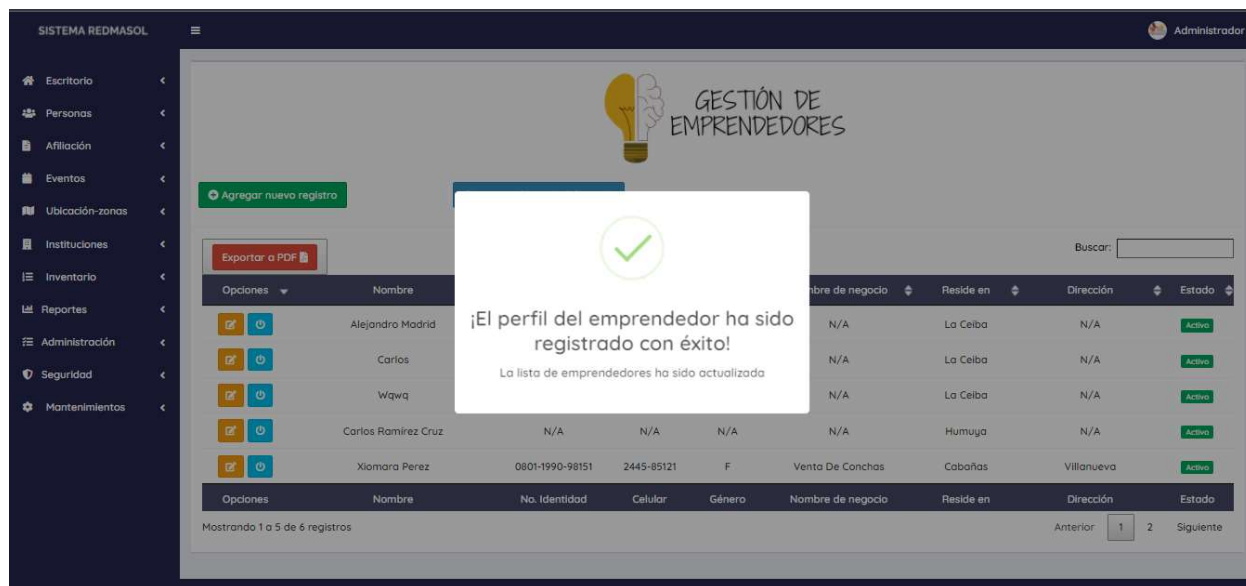 SISTEMA REDMASOL
Administrador
Escritorio
Personas
Afiliación
Eventos
Ubicación-zonas
Instituciones
Inventario
Reportes
Administración
Seguridad
Mantenimientos
GESTIÓN DE
EMPRENDEDORES
Agregar nuevo registro
Exportar a PDF
Buscar:
Opciones Nombre de negocio Reside en Dirección Estado
Alejandro Madrid N/A La Ceiba N/A Activo
Carlos N/A La Ceiba N/A Activo
Wqwq N/A La Ceiba N/A Activo
Carlos Ramírez Cruz N/A N/A N/A N/A Humuya N/A Activo
Xiomara Perez 0801-1990-98151 2445-85121 F Venta De Conchas Cabañas Villanueva Activo
Opciones Nombre No. Identidad Celular Género Nombre de negocio Reside en Dirección Estado
Mostrando 1 a 5 de 6 registros
Anterior 1 2 Siguiente
¡El perfil del emprendedor ha sido
registrado con éxito!
La lista de emprendedores ha sido actualizada